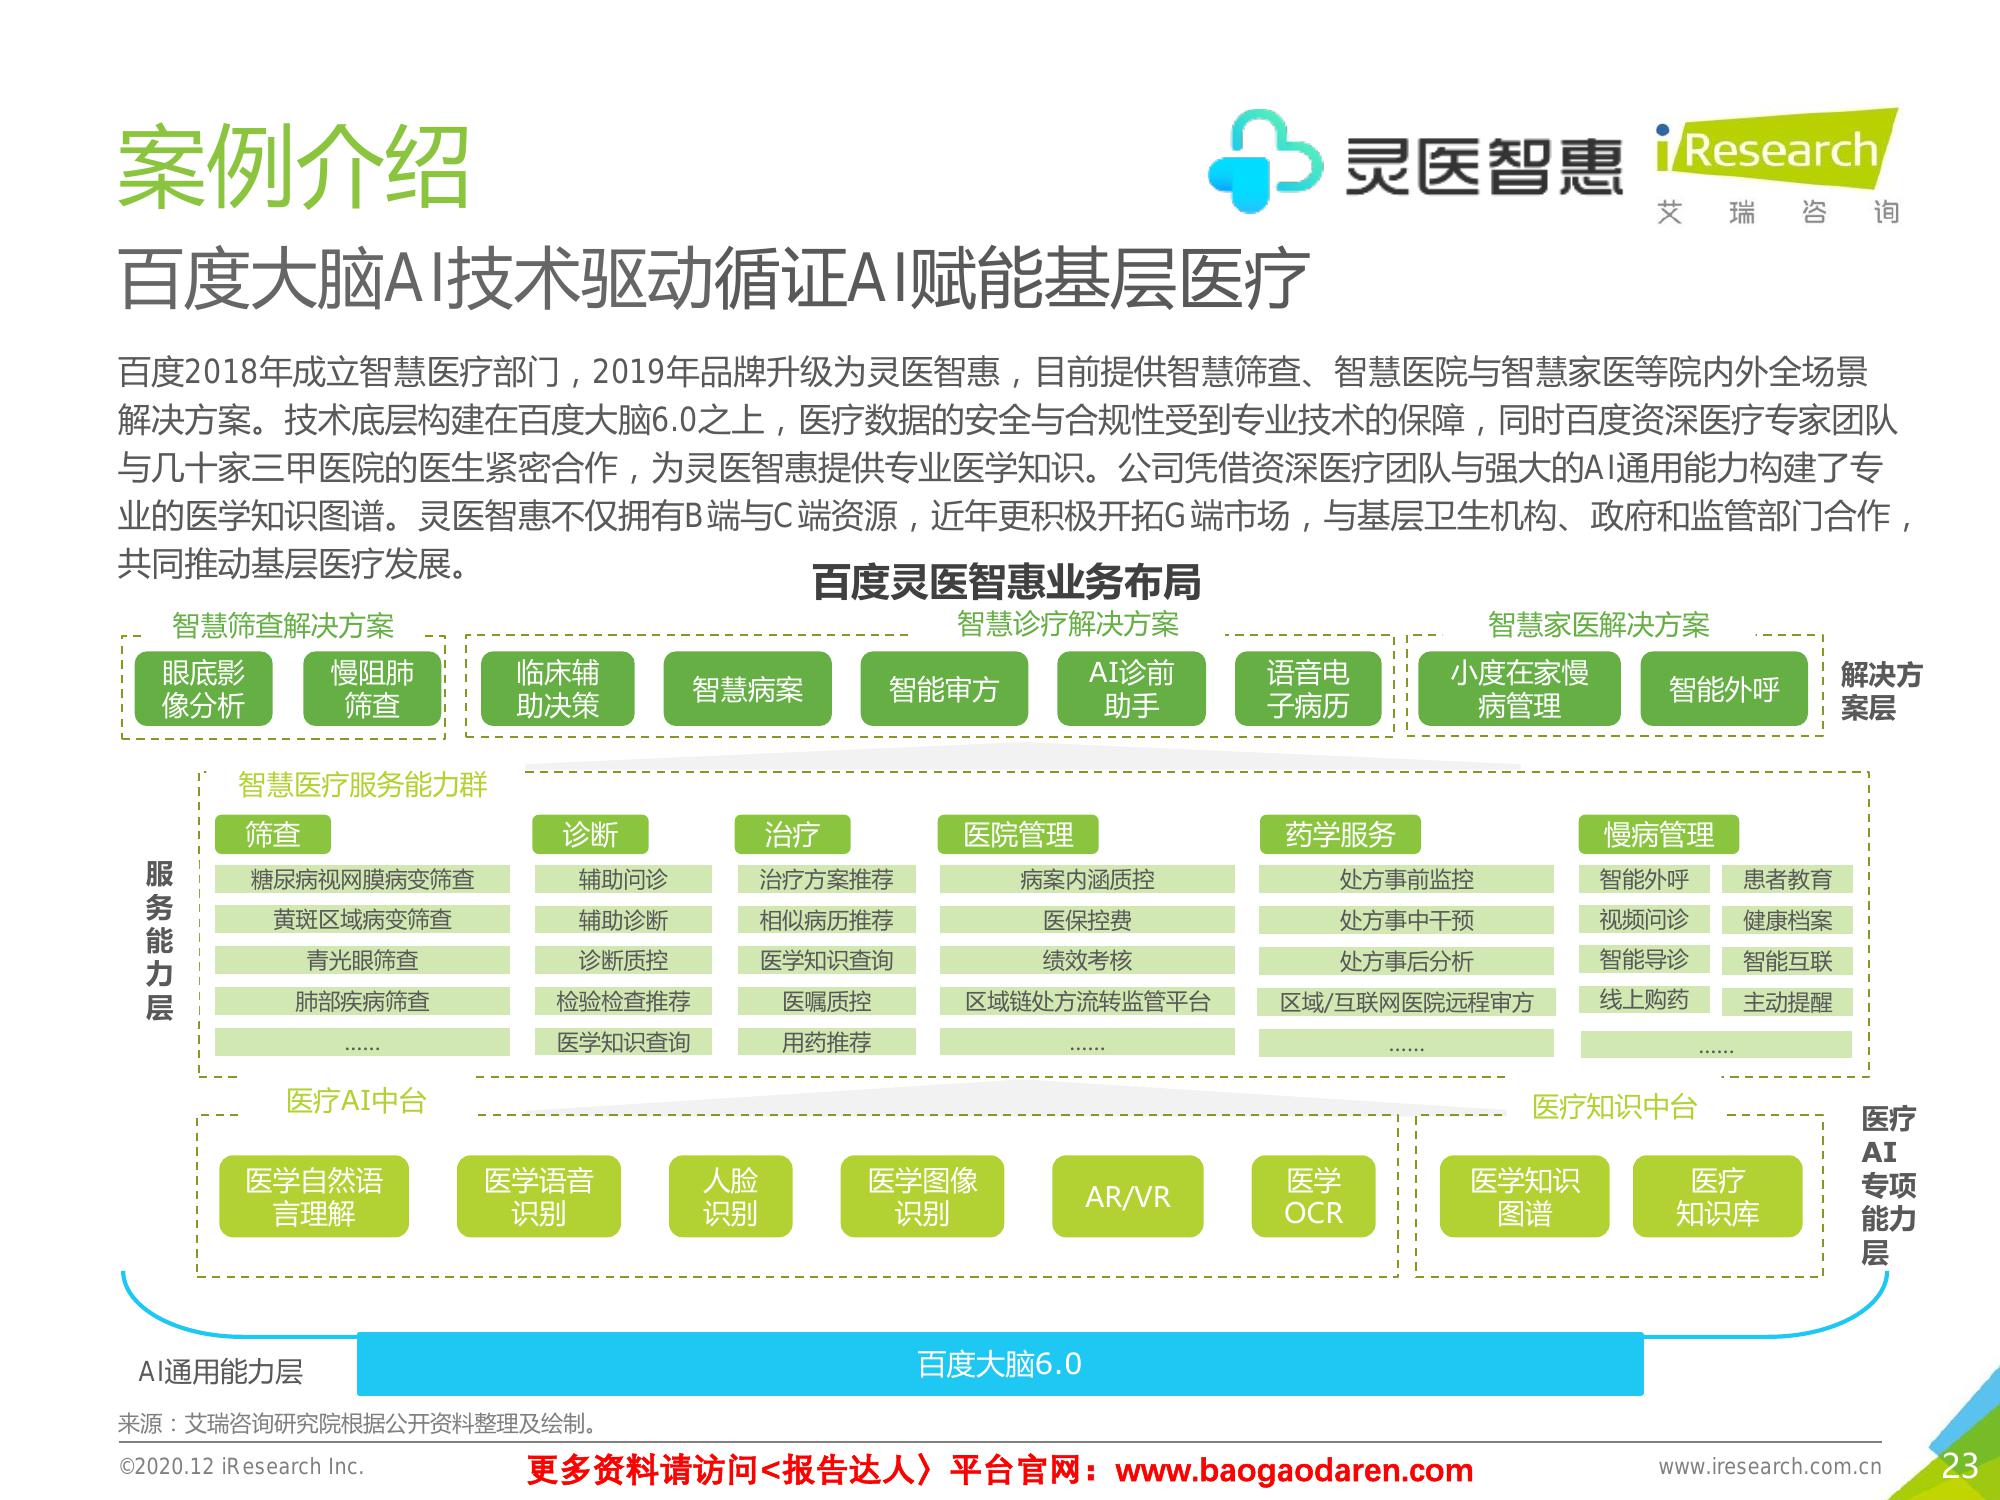 案例介绍
灵医智惠
iResearch
艾瑞咨询
百度大脑AI技术驱动循证AI赋能基层医疗
百度2018年成立智慧医疗部门，2019年品牌升级为灵医智惠，目前提供智慧筛查、智慧医院与智慧家医等院内外全场景
解决方案。技术底层构建在百度大脑6.0之上，医疗数据的安全与合规性受到专业技术的保障，同时百度资深医疗专家团队
与几十家三甲医院的医生紧密合作，为灵医智惠提供专业医学知识。公司凭借资深医疗团队与强大的AI通用能力构建了专
业的医学知识图谱。灵医智惠不仅拥有B端与C端资源，近年更积极开拓G端市场，与基层卫生机构、政府和监管部门合作，
共同推动基层医疗发展。
百度灵医智惠业务布局
智慧筛查解决方案
眼底影
像分析
慢阻肺
筛查
智慧诊疗解决方案
临床辅
助决策
智慧病案
智能审方
AI诊前
助手
语音电
子病历
智慧家医解决方案
小度在家慢
病管理
智能外呼
解决方
案层
智慧医疗服务能力群
服
务
能
力
层
筛查
糖尿病视网膜病变筛查
黄斑区域病变筛查
青光眼筛查
肺部疾病筛查
……
诊断
辅助问诊
辅助诊断
诊断质控
检验检查推荐
医学知识查询
治疗
治疗方案推荐
相似病历推荐
医学知识查询
医嘱质控
用药推荐
医院管理
病案内涵质控
医保控费
绩效考核
区域链处方流转监管平台
……
药学服务
处方事前监控
处方事中干预
处方事后分析
区域/互联网医院远程审方
……
慢病管理
智能外呼
患者教育
视频问诊
健康档案
智能导诊
智能互联
线上购药
主动提醒
……
医疗AI中台
医学自然语
言理解
医学语音
识别
人脸
识别
医学图像
识别
AR/VR
医学
OCR
医疗知识中台
医学知识
图谱
医疗
知识库
医疗
AI
专项
能力
层
AI通用能力层
百度大脑6.0
来源：艾瑞咨询研究院根据公开资料整理及绘制。
©2020.12 iResearch Inc.
更多资料请访问<报告达人〉平台官网：www.baogaodaren.com
www.iresearch.com.cn
23